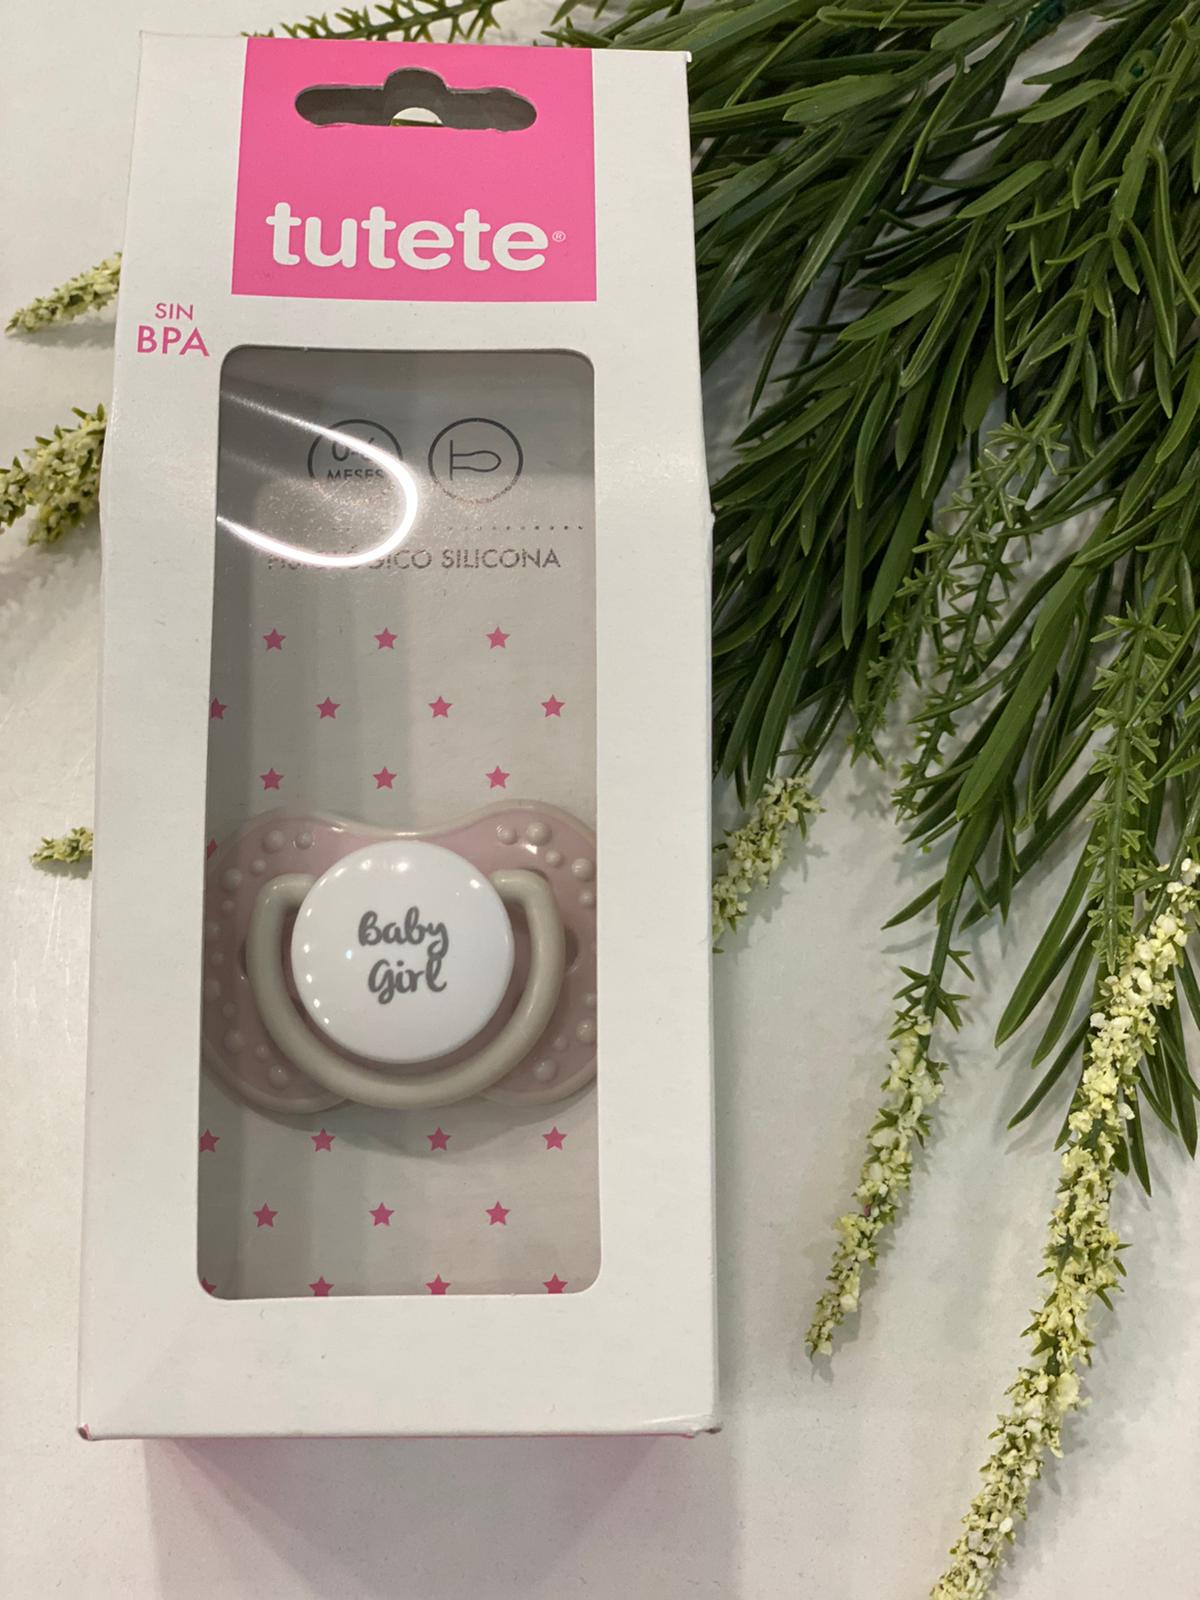 tutete®
SIN
BPA
MESES
SILICONA
Baby
Girl